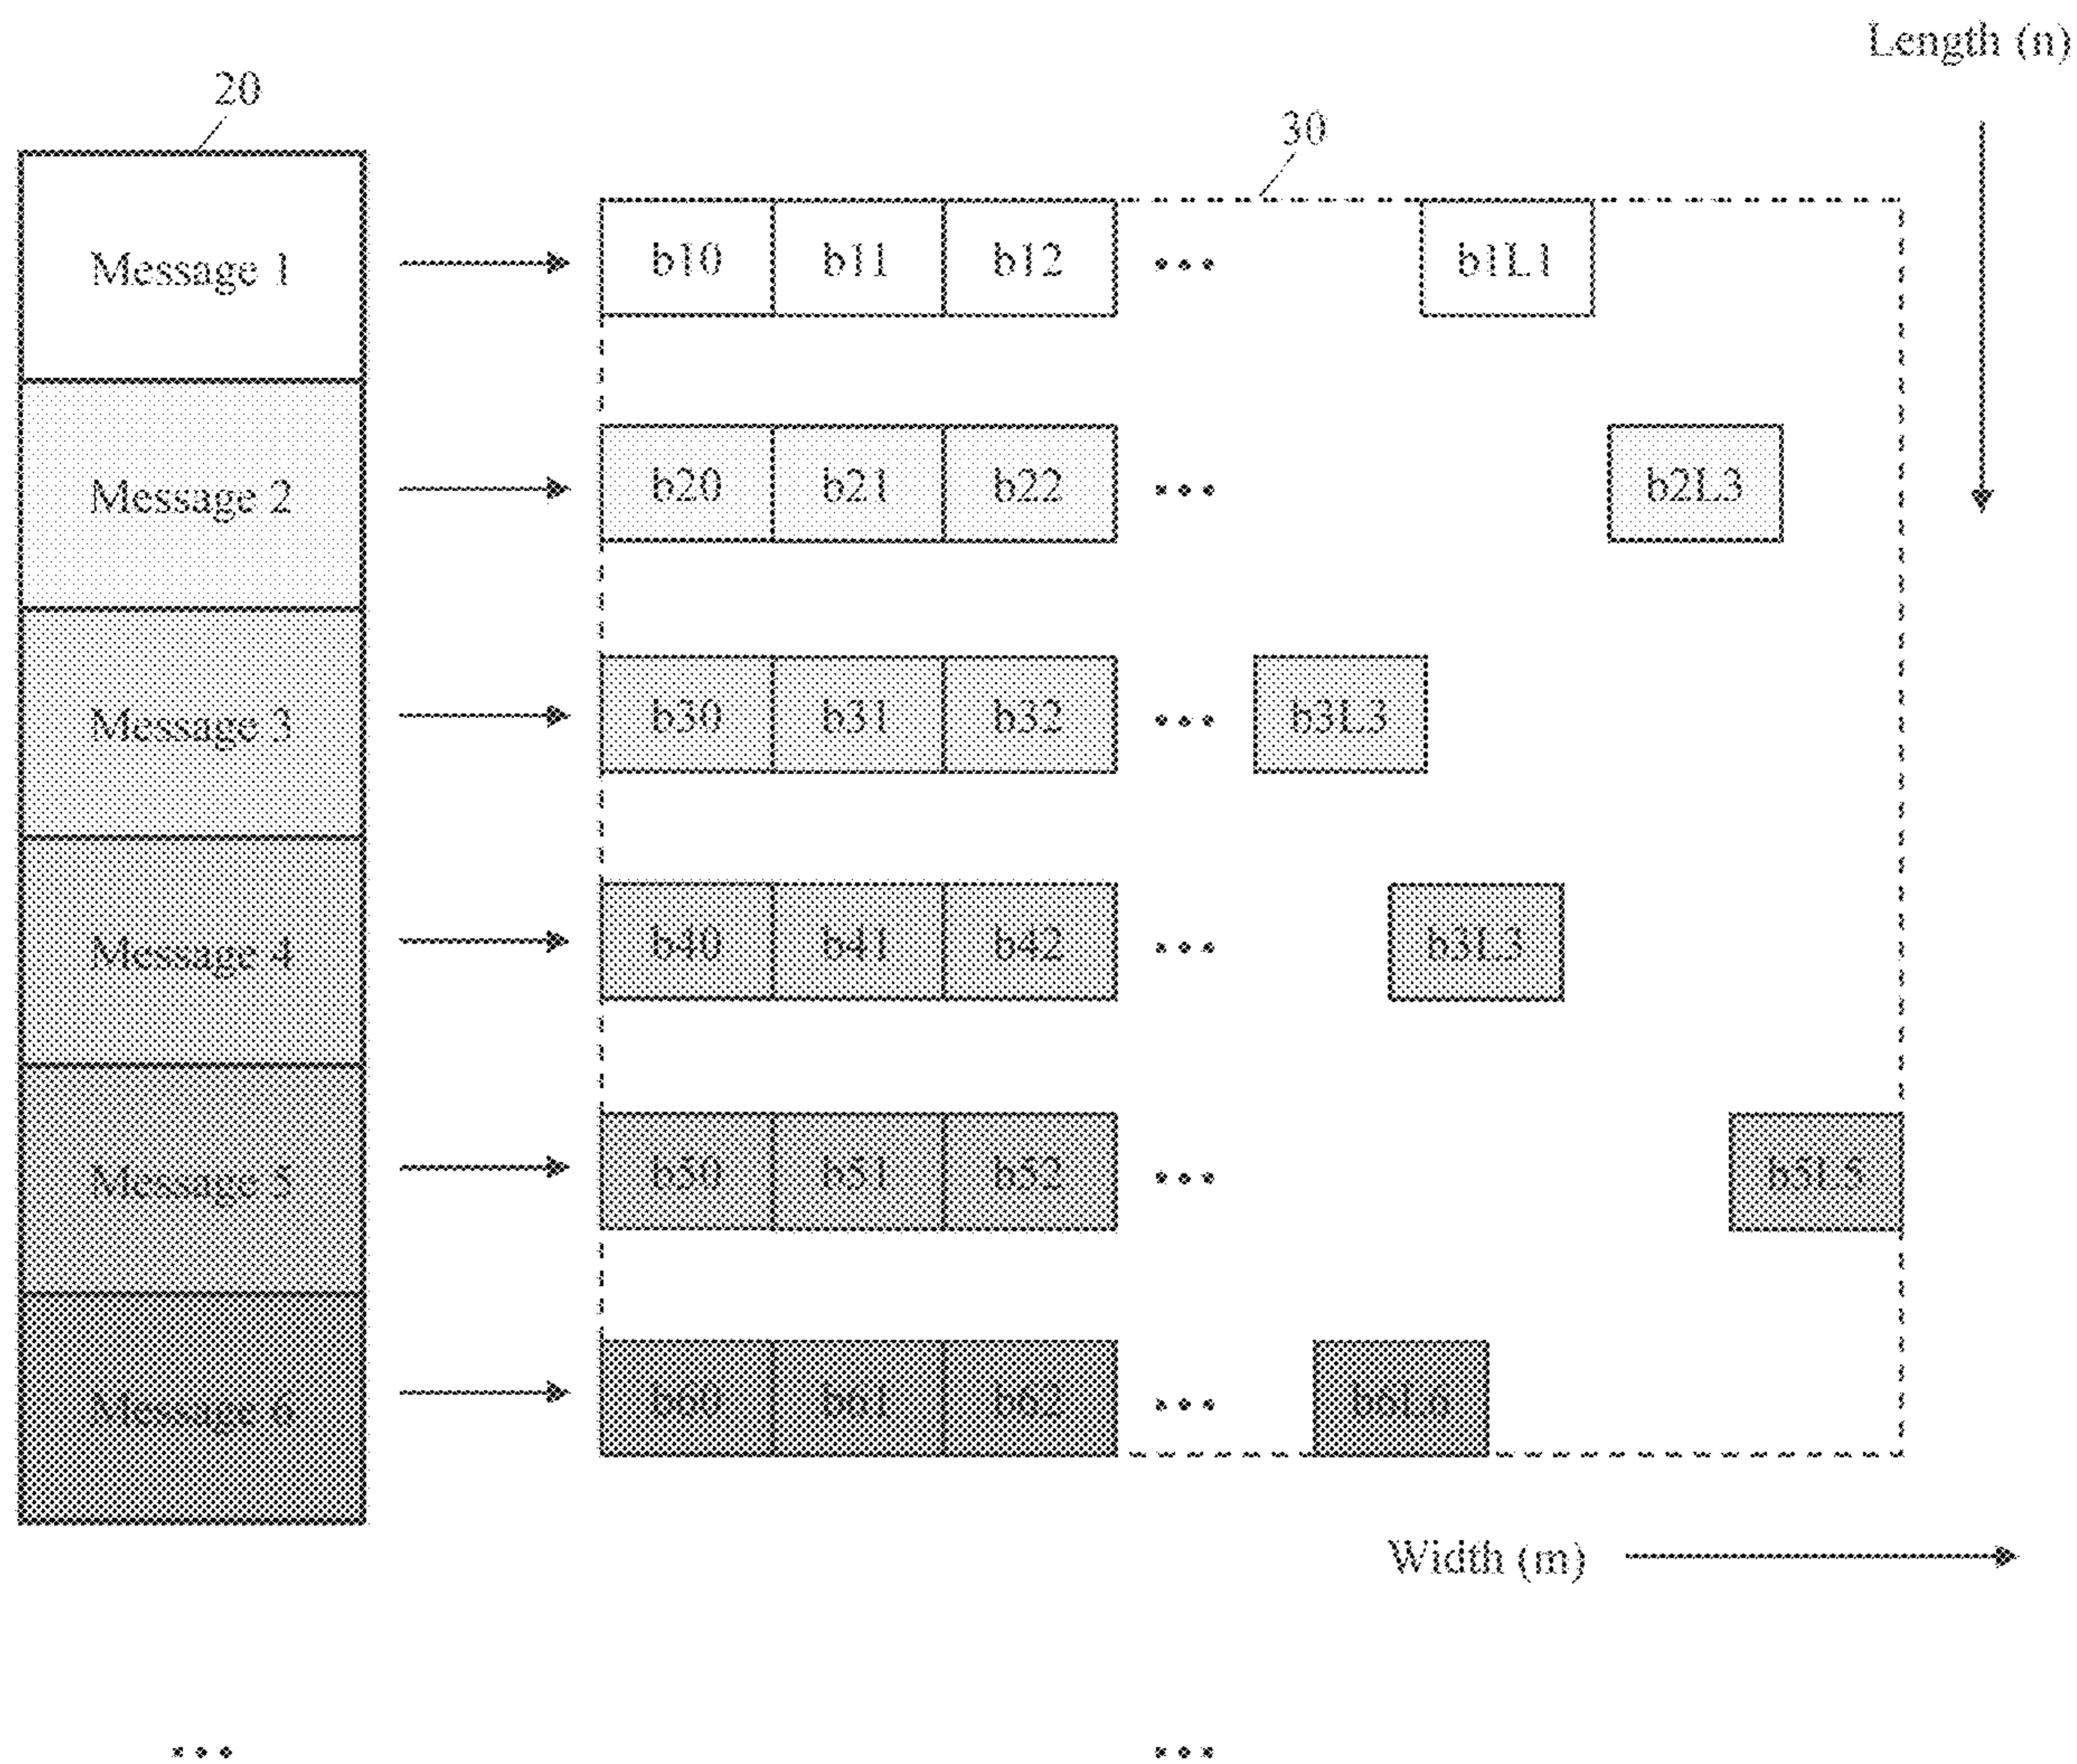 Length (n)
20
30
Message 1
b10 b11 b12 ... b1L1
Message 2
b20 b21 b22 ... b2L3
Message 3
b30 b31 b32 ... b3L3
Message 4
b40 b41 b42 ... b3L3
Message 5
b50 b51 b52 ... b5L5
Message 6
b60 b61 b62 ... b6L6
Width (m)
... ...